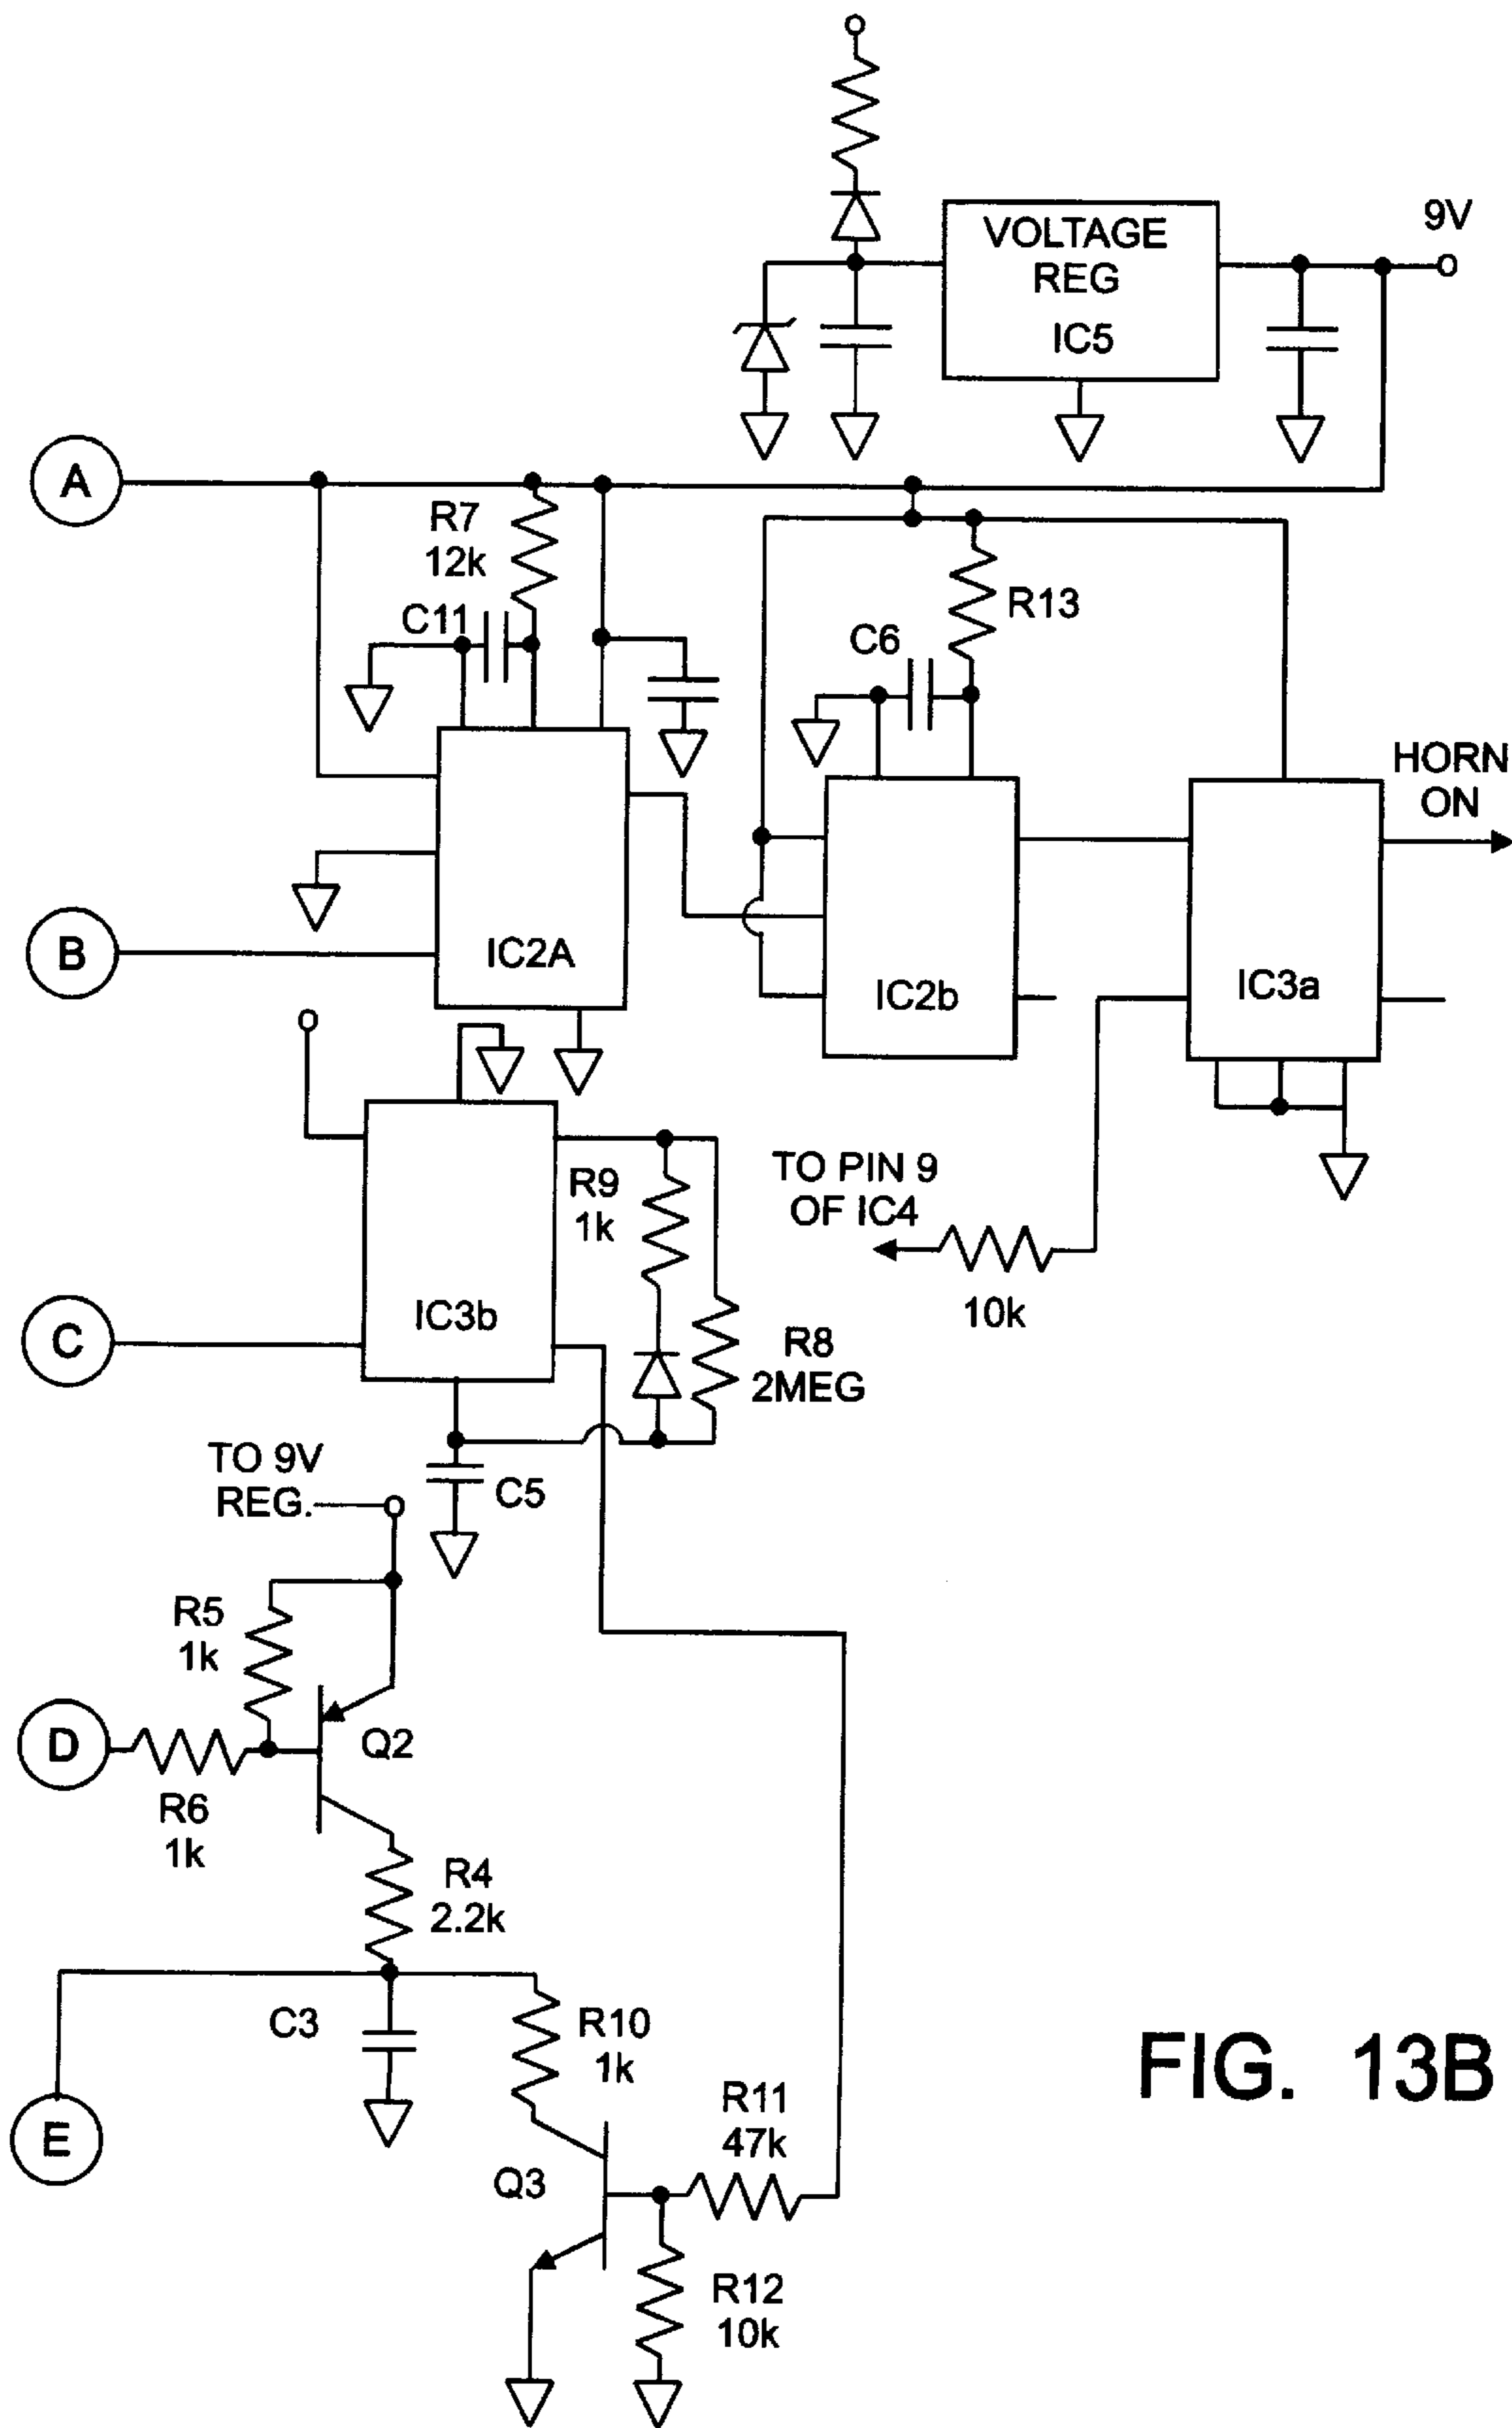 VOLTAGE
REG
IC5
9V
A
R7
12k
C11
R13
C6
HORN
ON
B
IC2A
IC2b
IC3a
TO PIN 9
OF IC4
10k
R9
1k
IC3b
C
R8
2MEG
TO 9V
REG.
C5
R5
1k
D
Q2
R6
1k
R4
2.2k
C3
R10
1k
E
R11
47k
Q3
R12
10k
FIG. 13B